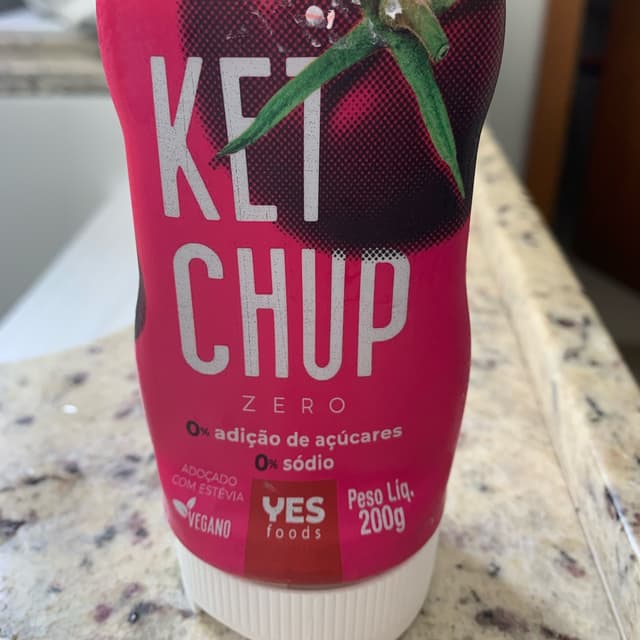 KET
CHUP
ZERO
0% adição de açúcares
0% sódio
ADOÇADO
COM ESTÉVIA
VEGANO
YES
foods
Peso Líq.
200g